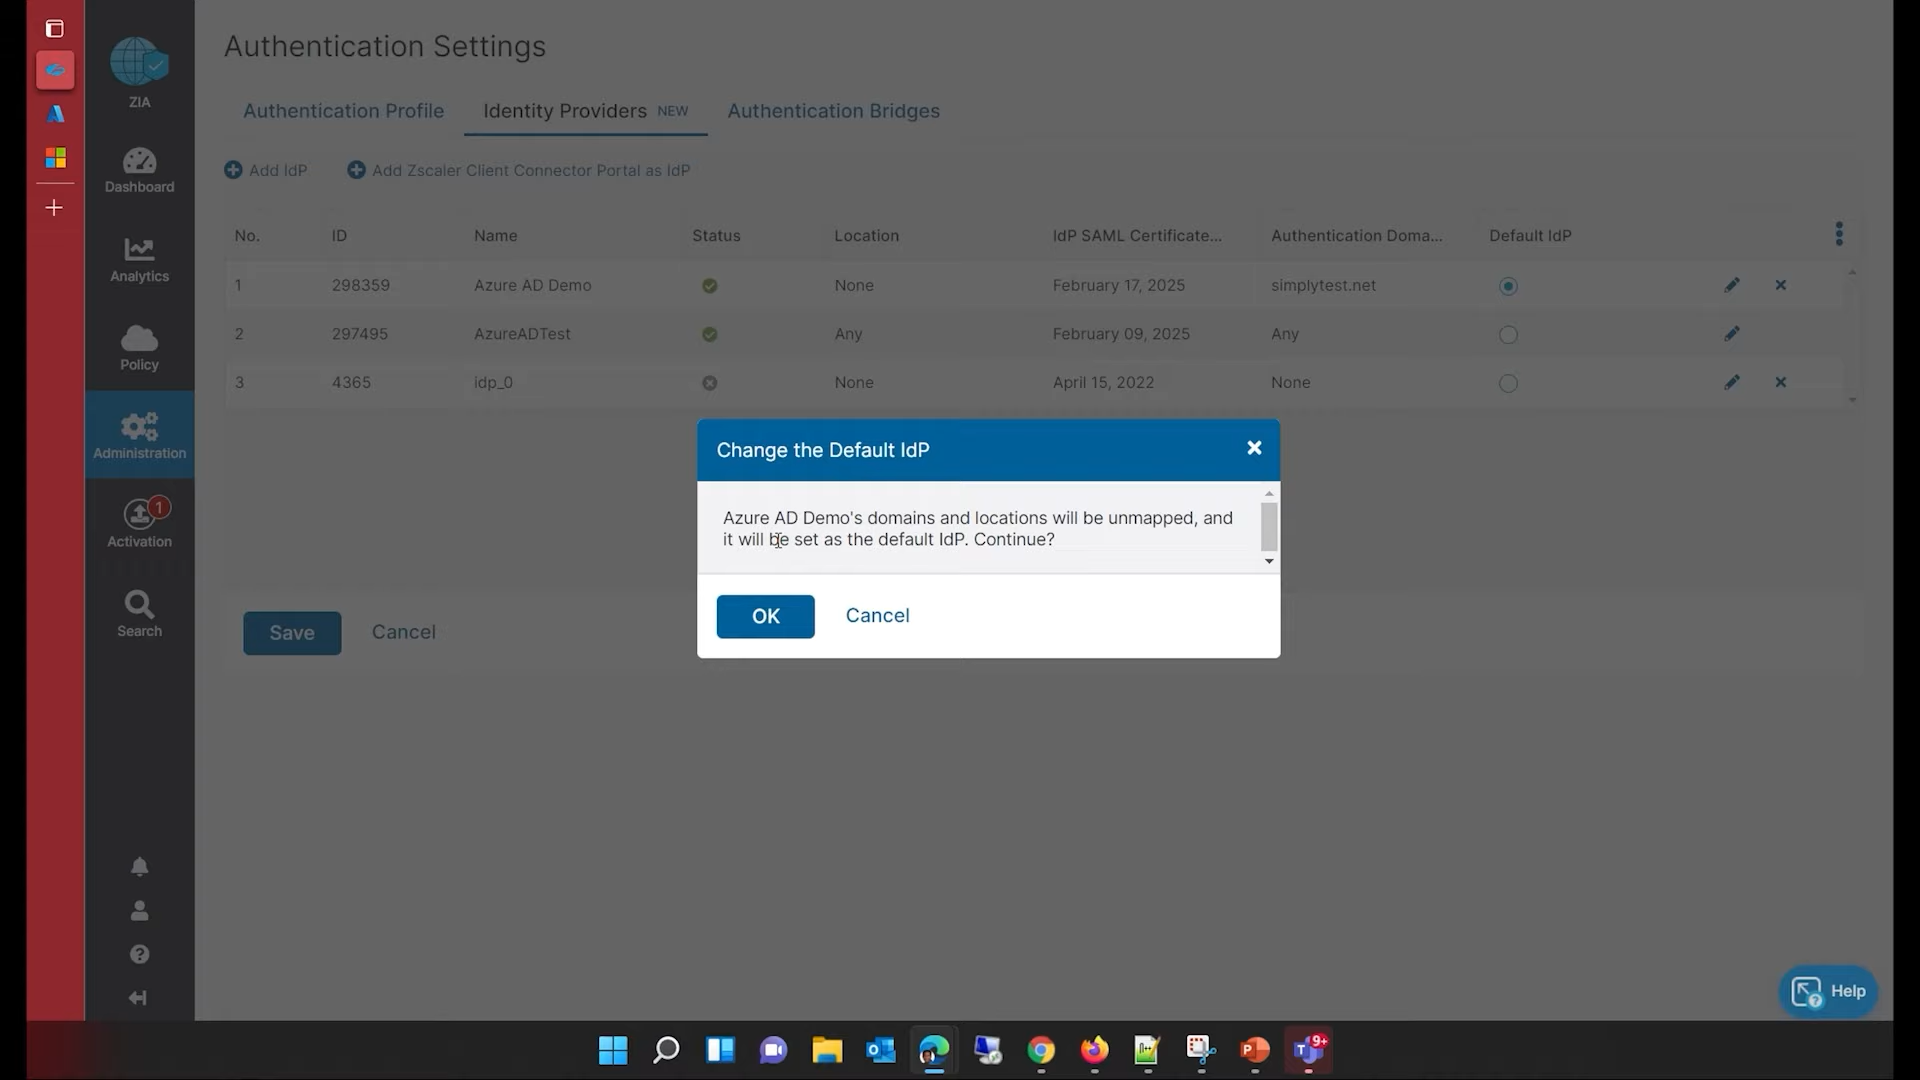 Authentication Settings
ZIA
Authentication Profile Identity Providers NEW Authentication Bridges
Add IdP Add Zscaler Client Connector Portal as IdP
Dashboard
No. ID Name Status Location IdP SAML Certificate... Authentication Doma... Default IdP
Analytics
1 298359 Azure AD Demo None February 17, 2025 simplytest.net
2 297495 AzureADTest Any February 09, 2025 Any
Policy
3 4365 idp_0 None April 15, 2022 None
Administration
Change the Default IdP
1
Activation
Azure AD Demo's domains and locations will be unmapped, and
it will be set as the default IdP. Continue?
Search
OK Cancel
Save Cancel
Help
9+